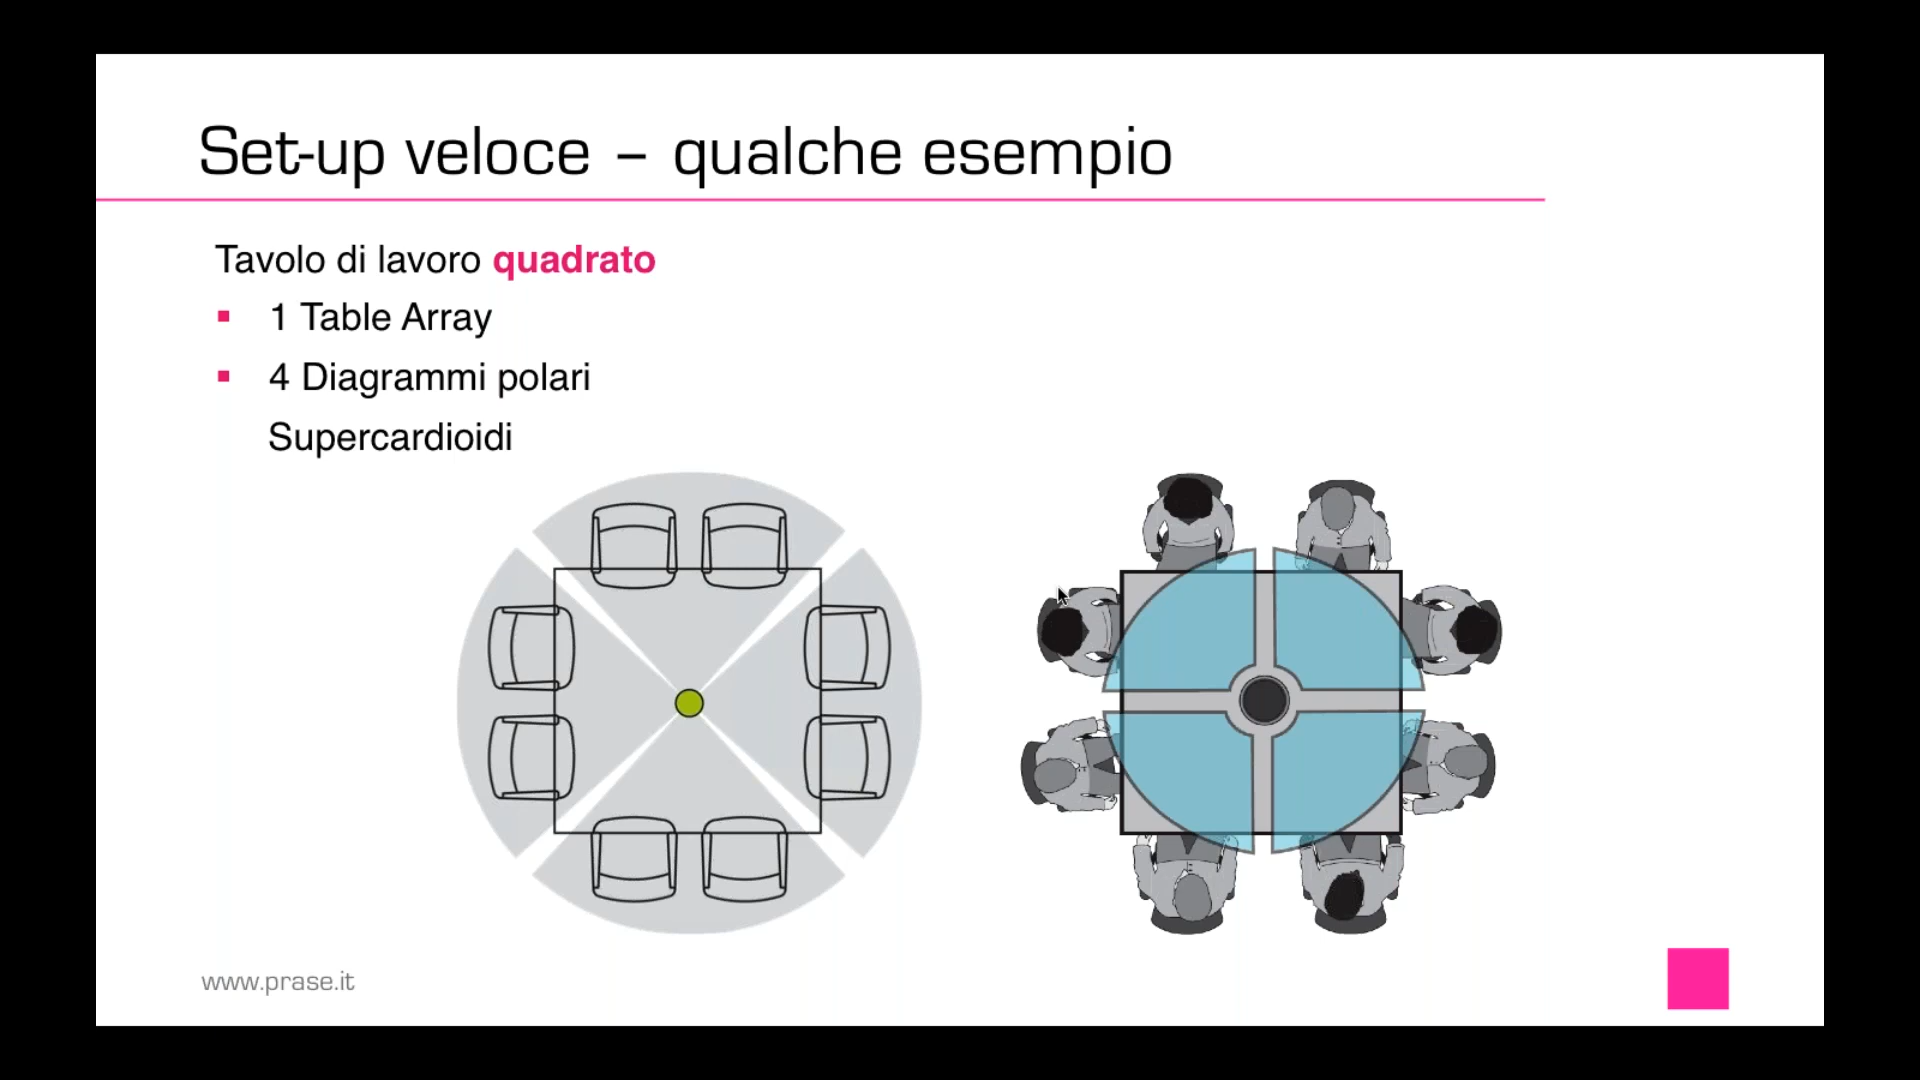 Set-up veloce – qualche esempio
Tavolo di lavoro quadrato
▪ 1 Table Array
▪ 4 Diagrammi polari
Supercardioidi
www.prase.it